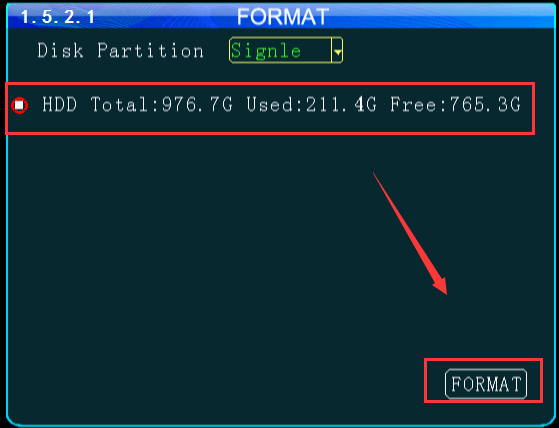 1.5.2.1 FORMAT
Disk Partition Signle
HDD Total:976.7G Used:211.4G Free:765.3G
FORMAT